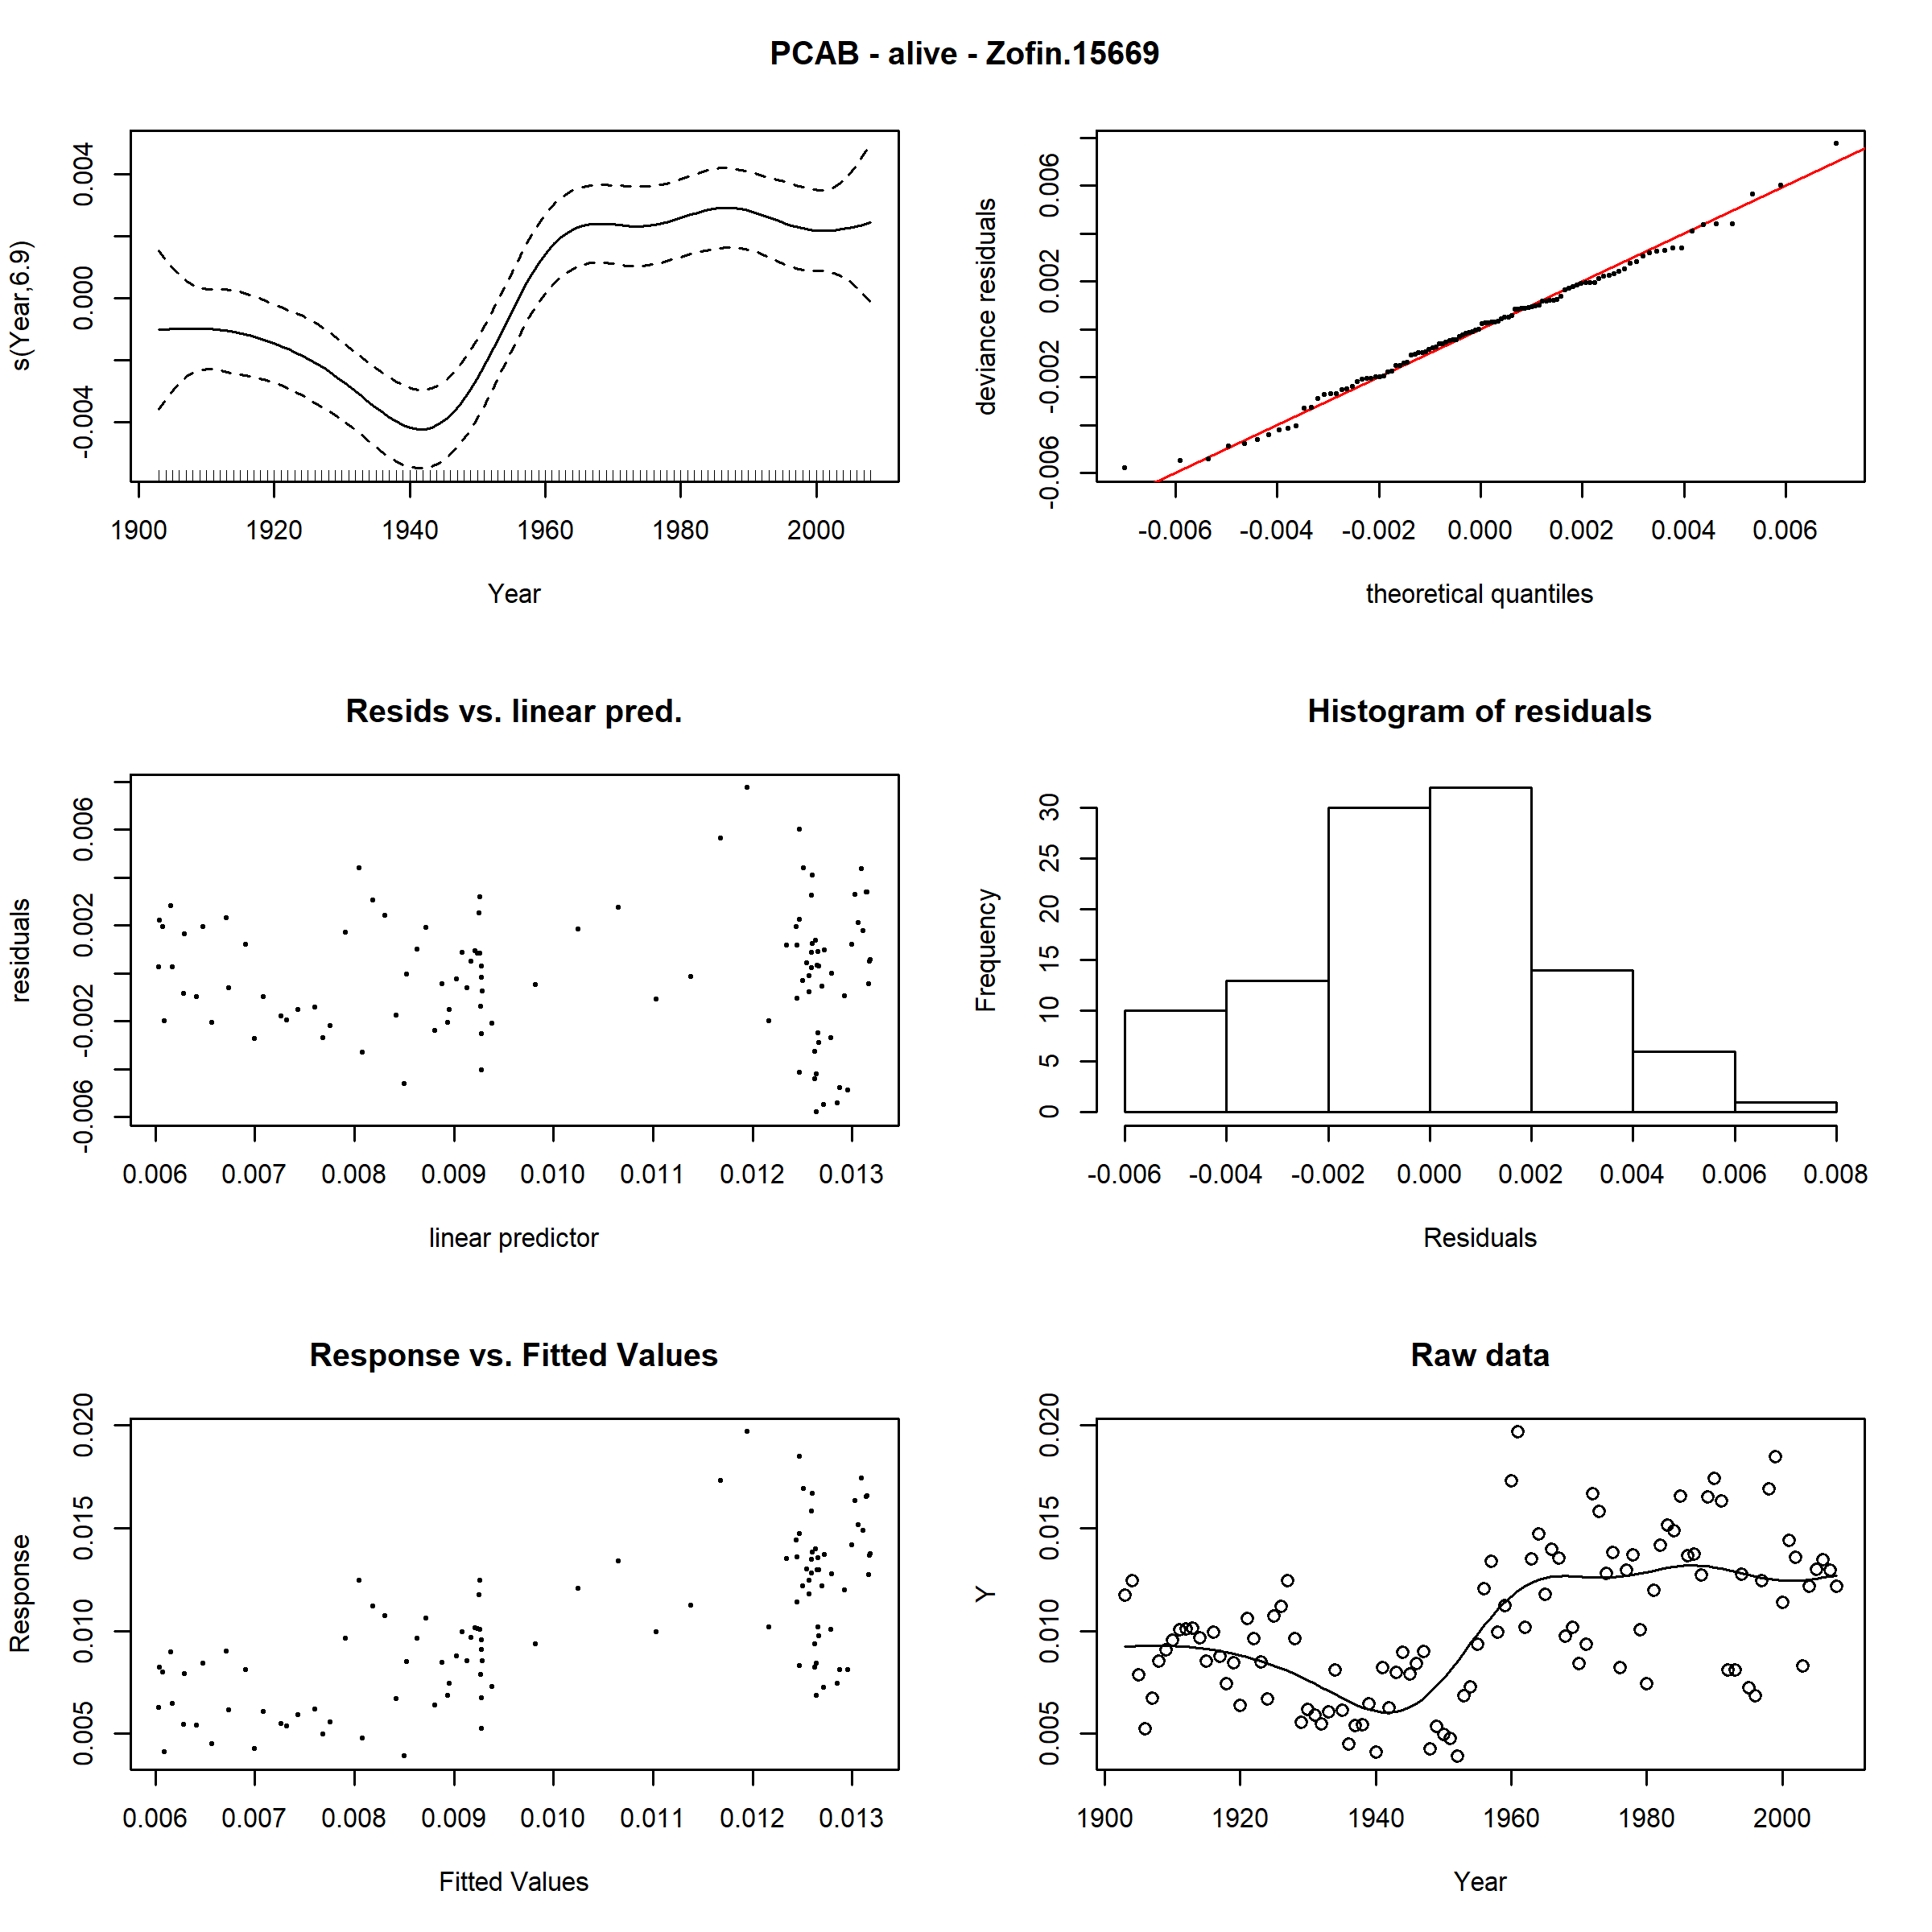 PCAB - alive - Zofin.15669
s(Year,6.9)
-0.004 0.000 0.004
1900 1920 1940 1960 1980 2000
Year
deviance residuals
-0.006 -0.002 0.002 0.006
-0.006 -0.004 -0.002 0.000 0.002 0.004 0.006
theoretical quantiles
Resids vs. linear pred.
residuals
-0.006 -0.002 0.002 0.006
0.006 0.007 0.008 0.009 0.010 0.011 0.012 0.013
linear predictor
Histogram of residuals
Frequency
0 5 10 15 20 25 30
-0.006 -0.004 -0.002 0.000 0.002 0.004 0.006 0.008
Residuals
Response vs. Fitted Values
Response
0.005 0.010 0.015 0.020
0.006 0.007 0.008 0.009 0.010 0.011 0.012 0.013
Fitted Values
Raw data
Y
0.005 0.010 0.015 0.020
1900 1920 1940 1960 1980 2000
Year